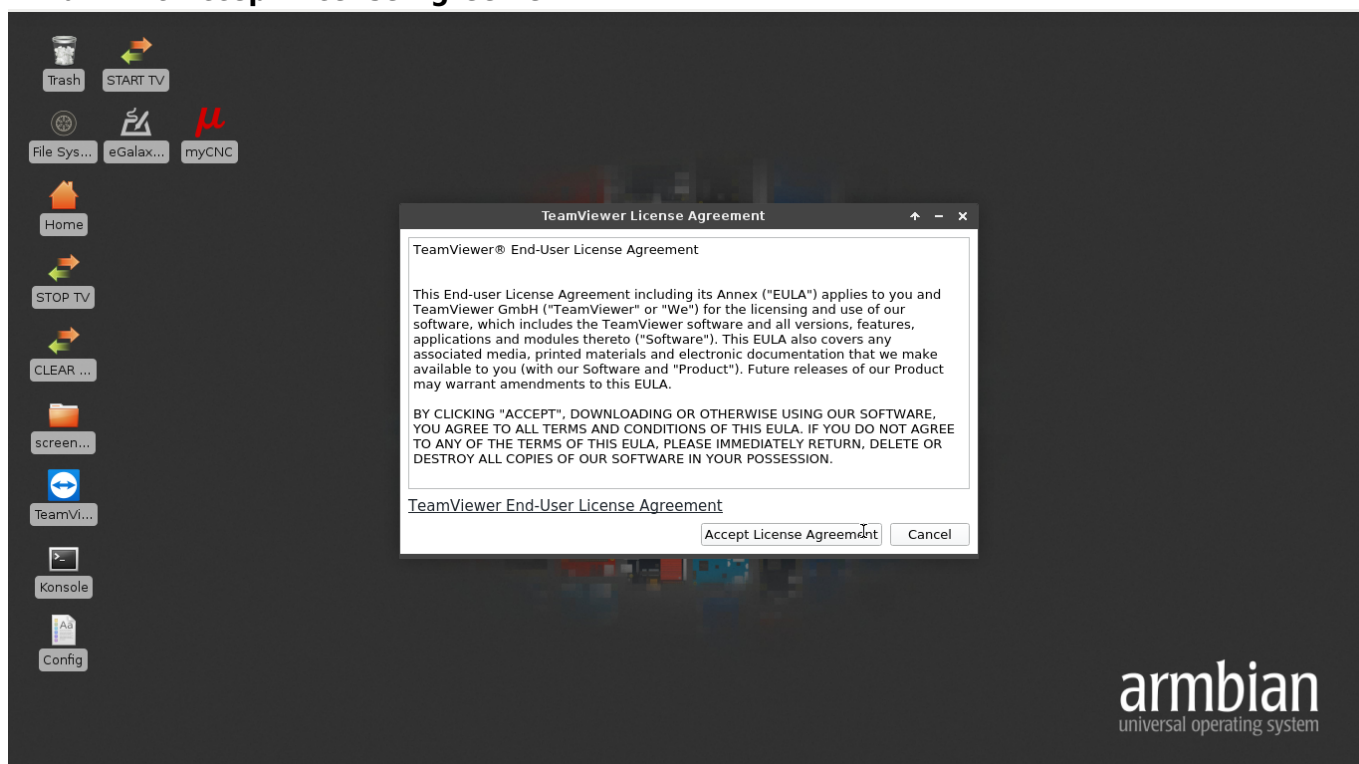 Trash
START TV
File Sys...
eGalax...
myCNC
Home
STOP TV
CLEAR ...
screen...
TeamVi...
Konsole
Config
TeamViewer License Agreement
TeamViewer® End-User License Agreement
This End-user License Agreement including its Annex ("EULA") applies to you and
TeamViewer GmbH ("TeamViewer" or "We") for the licensing and use of our
software, which includes the TeamViewer software and all versions, features,
applications and modules thereto ("Software"). This EULA also covers any
associated media, printed materials and electronic documentation that we make
available to you (with our Software and "Product"). Future releases of our Product
may warrant amendments to this EULA.
BY CLICKING "ACCEPT", DOWNLOADING OR OTHERWISE USING OUR SOFTWARE,
YOU AGREE TO ALL TERMS AND CONDITIONS OF THIS EULA. IF YOU DO NOT AGREE
TO ANY OF THE TERMS OF THIS EULA, PLEASE IMMEDIATELY RETURN, DELETE OR
DESTROY ALL COPIES OF OUR SOFTWARE IN YOUR POSSESSION.
TeamViewer End-User License Agreement
Accept License Agreement
Cancel
armbian
universal operating system